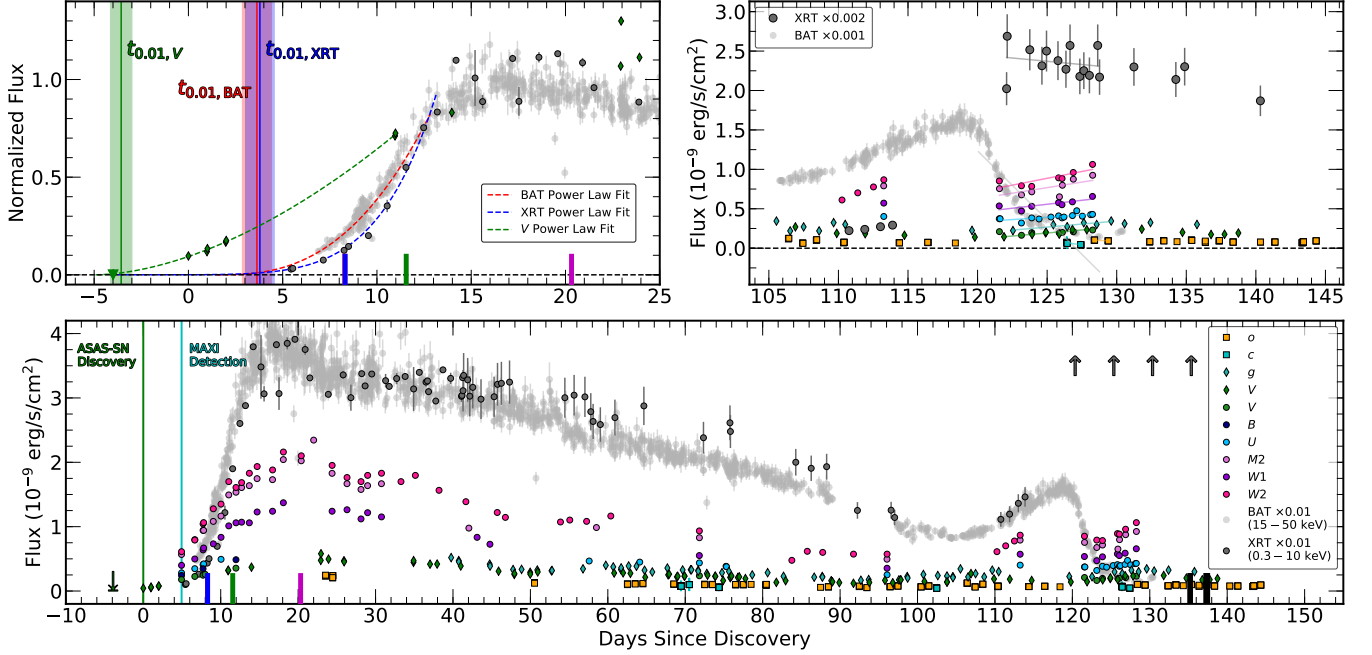 Normalized Flux
1.0
0.5
0.0
t0.01, V
t0.01, BAT
t0.01, XRT
BAT Power Law Fit
XRT Power Law Fit
V Power Law Fit
−5 0 5 10 15 20 25
Flux (10⁻⁹ erg/s/cm²)
3.0
2.5
2.0
1.5
1.0
0.5
0.0
XRT ×0.002
BAT ×0.001
105 110 115 120 125 130 135 140 145
Flux (10⁻⁹ erg/s/cm²)
4
3
2
1
0
ASAS-SN
Discovery
MAXI
Detection
o
c
g
V
V
B
U
M2
W1
W2
BAT ×0.01
(15 − 50 keV)
XRT ×0.01
(0.3 − 10 keV)
−10 0 10 20 30 40 50 60 70 80 90 100 110 120 130 140 150
Days Since Discovery